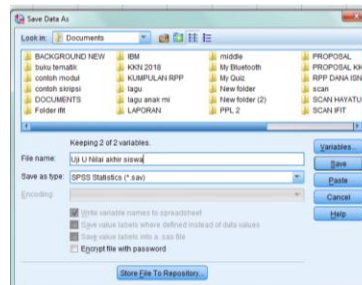 Save Data As
Look in: Documents
BACKGROUND NEW
buku tematik
contoh modul
contoh skripsi
DOCUMENTS
Folder ifit
IBM
KKN 2018
KUMPULAN RPP
lagu
lagu anak mi
LAPORAN
middle
My Bluetooth
My Quiz
New folder
New folder (2)
PPL 2
PROPOSAL
PROPOSAL KK
RPP DANA ISN
scan
SCAN HAYATU
SCAN IFIT
Keeping 2 of 2 variables.
Variables...
File name: Uji U Nilai akhir siswa
Save
Save as type: SPSS Statistics (*.sav)
Paste
Encoding:
Cancel
Write variable names to spreadsheet
Help
Save value labels where defined instead of data values
Save value labels into a .sas file
Encrypt file with password
Store File To Repository...